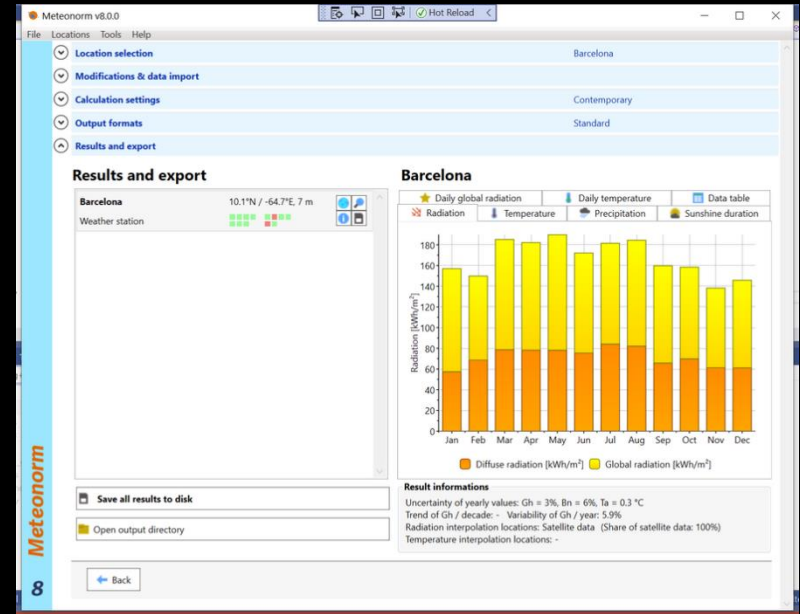 Meteonorm v8.0.0
Hot Reload
File Locations Tools Help
Location selection Barcelona
Modifications & data import
Calculation settings Contemporary
Output formats Standard
Results and export
Results and export
Barcelona 10.1°N / -64.7°E, 7 m
Weather station
Save all results to disk
Open output directory
Barcelona
Daily global radiation Daily temperature Data table
Radiation Temperature Precipitation Sunshine duration
Radiation [kWh/m²]
180
160
140
120
100
80
60
40
20
0
Jan Feb Mar Apr May Jun Jul Aug Sep Oct Nov Dec
Diffuse radiation [kWh/m²] Global radiation [kWh/m²]
Result informations
Uncertainty of yearly values: Gh = 3%, Bn = 6%, Ta = 0.3 °C
Trend of Gh / decade: - Variability of Gh / year: 5.9%
Radiation interpolation locations: Satellite data (Share of satellite data: 100%)
Temperature interpolation locations: -
Back
8 Meteonorm